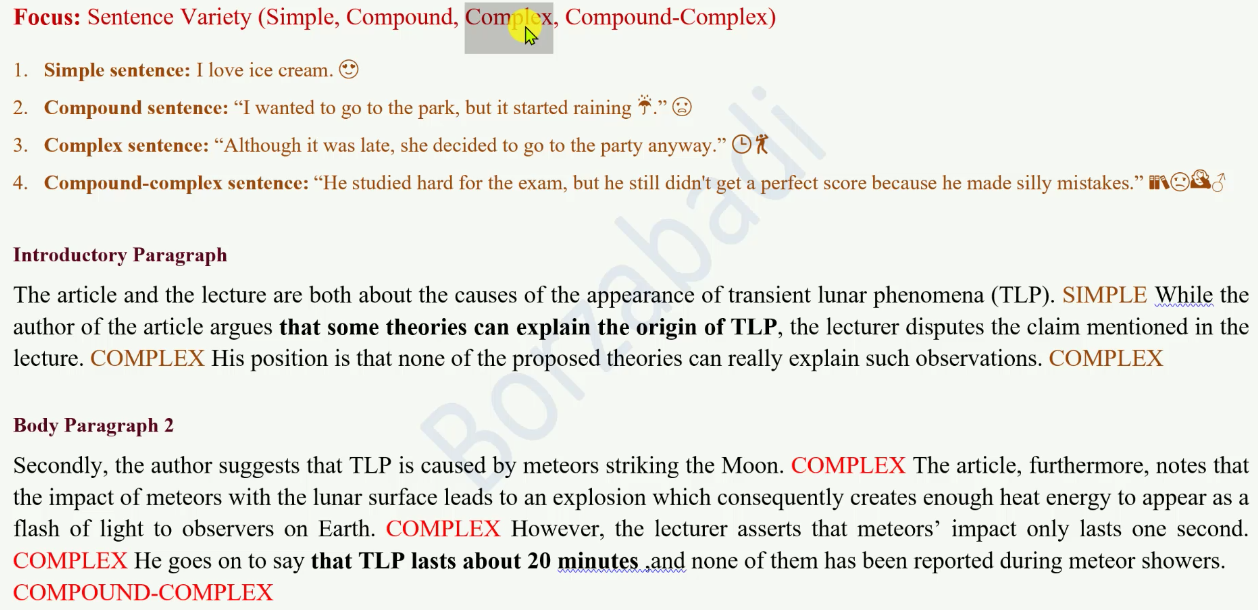 Focus: Sentence Variety (Simple, Compound, Complex, Compound-Complex)
1. Simple sentence: I love ice cream. 😍
2. Compound sentence: “I wanted to go to the park, but it started raining ☔.” 😩
3. Complex sentence: “Although it was late, she decided to go to the party anyway.” 🕒💃
4. Compound-complex sentence: “He studied hard for the exam, but he still didn't get a perfect score because he made silly mistakes.” 📚😞🤦♂
Introductory Paragraph
The article and the lecture are both about the causes of the appearance of transient lunar phenomena (TLP). SIMPLE While the
author of the article argues that some theories can explain the origin of TLP, the lecturer disputes the claim mentioned in the
lecture. COMPLEX His position is that none of the proposed theories can really explain such observations. COMPLEX
Body Paragraph 2
Secondly, the author suggests that TLP is caused by meteors striking the Moon. COMPLEX The article, furthermore, notes that
the impact of meteors with the lunar surface leads to an explosion which consequently creates enough heat energy to appear as a
flash of light to observers on Earth. COMPLEX However, the lecturer asserts that meteors’ impact only lasts one second.
COMPLEX He goes on to say that TLP lasts about 20 minutes ,and none of them has been reported during meteor showers.
COMPOUND-COMPLEX
Borzabadi